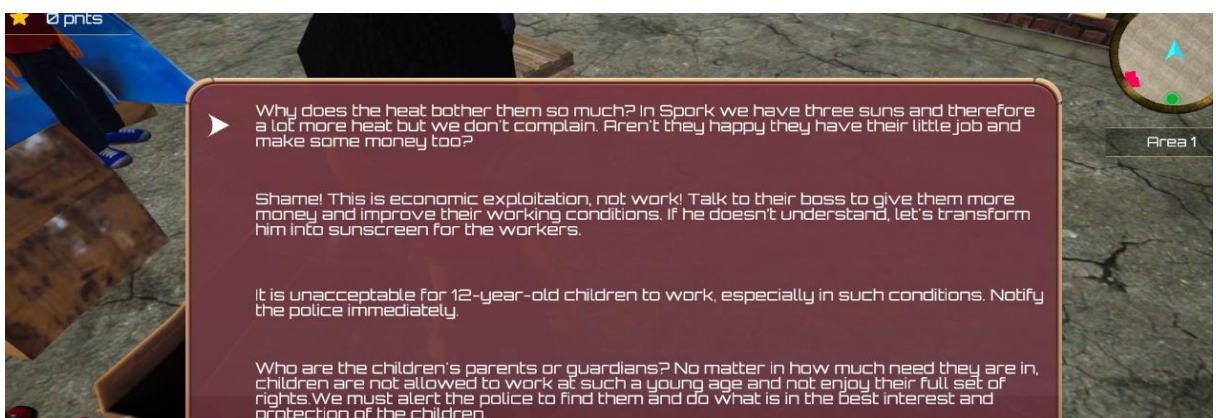 0 pnts
Area 1
Why does the heat bother them so much? In Spork we have three suns and therefore
a lot more heat but we don't complain. Aren't they happy they have their little job and
make some money too?
Shame! This is economic exploitation, not work! Talk to their boss to give them more
money and improve their working conditions. If he doesn't understand, let's transform
him into sunscreen for the workers.
It is unacceptable for 12-year-old children to work, especially in such conditions. Notify
the police immediately.
Who are the children's parents or guardians? No matter in how much need they are in,
children are not allowed to work at such a young age and not enjoy their full set of
rights.We must alert the police to find them and do what is in the best interest and
protection of the children.